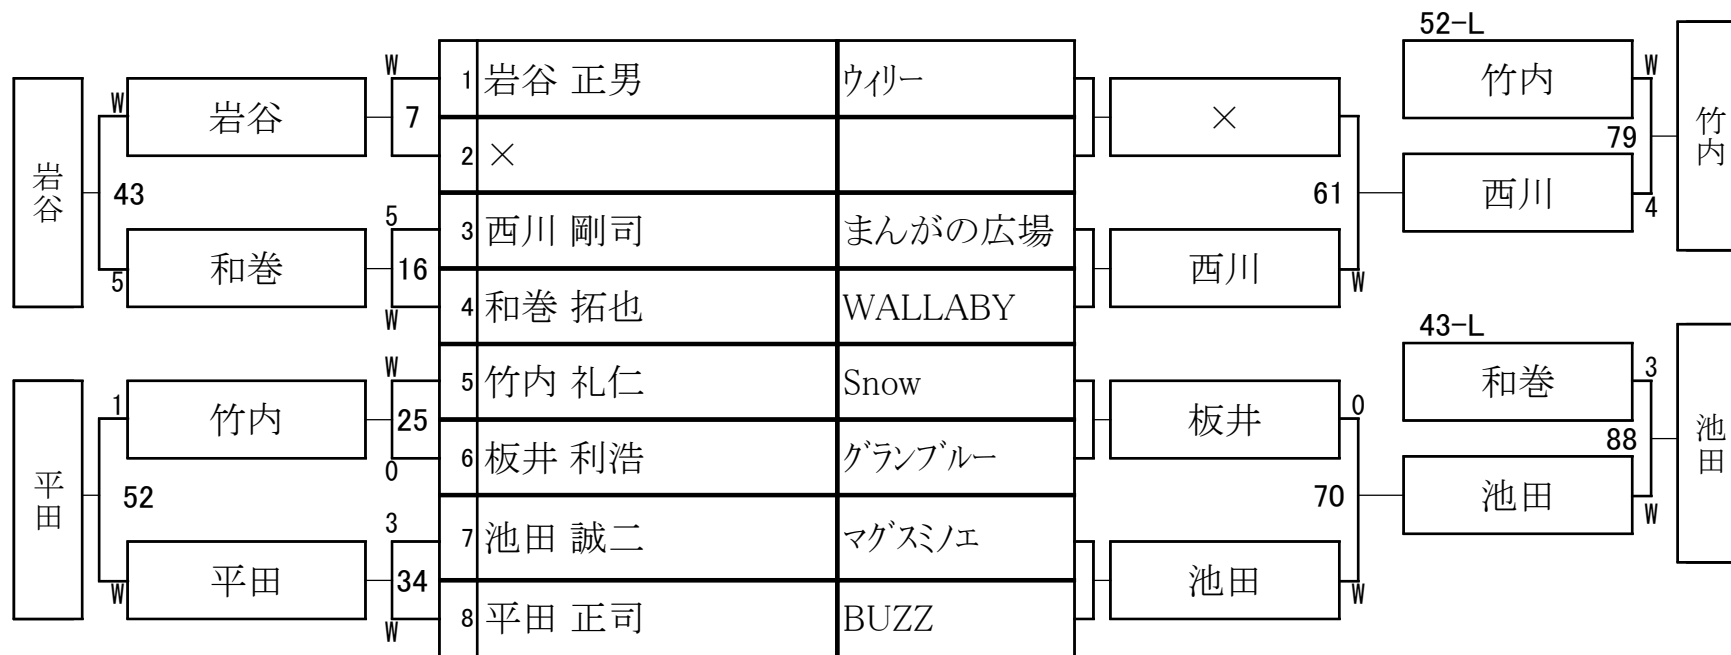 52-L
W 1 岩谷 正男 ウィリー 竹内 W
W 岩谷 7 × 79 竹内
2 ×
岩谷 43 61 西川 4
5 3 西川 剛司 まんがの広場
5 和巻 16 西川 W
W 4 和巻 拓也 WALLABY
43-L
W 5 竹内 礼仁 Snow 和巻 3
1 竹内 25 板井 0 88 池田
0 6 板井 利浩 グランブルー
平田 52 70 池田 W
3 7 池田 誠二 マグスミノエ
W 平田 34 池田 W
W 8 平田 正司 BUZZ